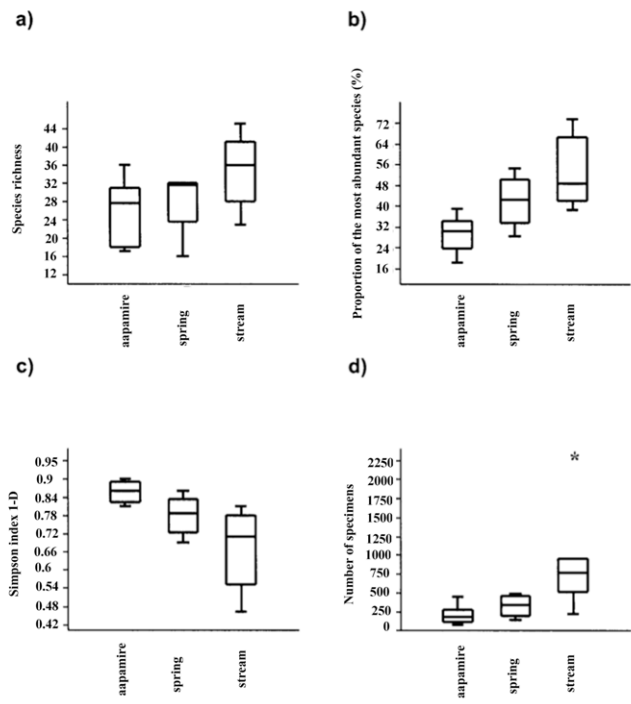 a)
Species richness
44
40
36
32
28
24
20
16
12
aapamire
spring
stream
b)
Proportion of the most abundant species (%)
72
64
56
48
40
32
24
16
aapamire
spring
stream
c)
Simpson index 1-D
0.95
0.9
0.84
0.78
0.72
0.66
0.6
0.54
0.48
0.42
aapamire
spring
stream
d)
Number of specimens
2250
2000
1750
1500
1250
1000
750
500
250
0
*
aapamire
spring
stream